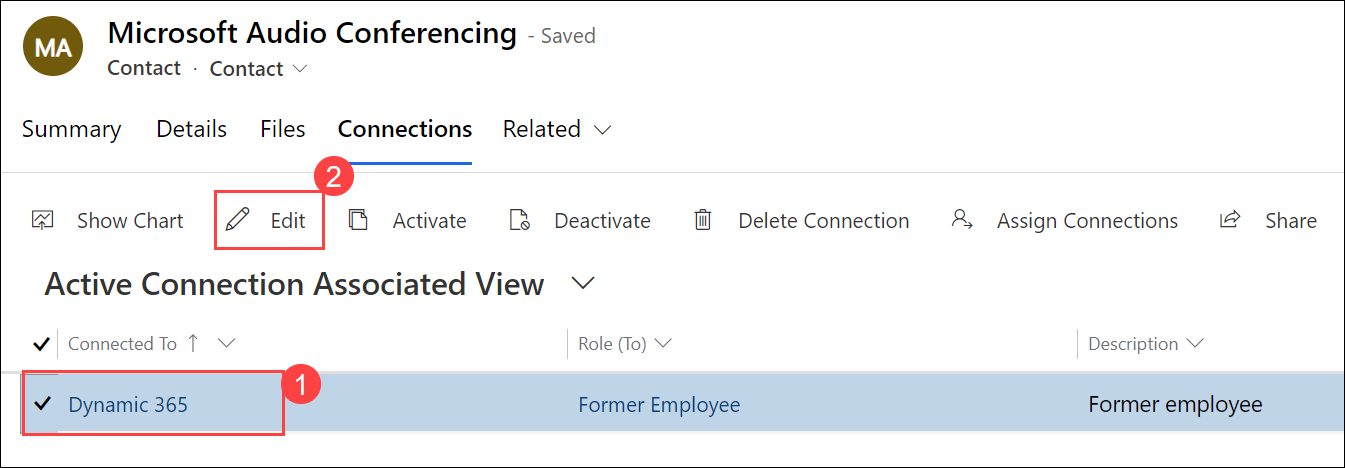 MA
Microsoft Audio Conferencing - Saved
Contact · Contact
Summary Details Files Connections Related
2
Show Chart Edit Activate Deactivate Delete Connection Assign Connections Share
Active Connection Associated View
Connected To ↑ Role (To) Description
1
Dynamic 365 Former Employee Former employee